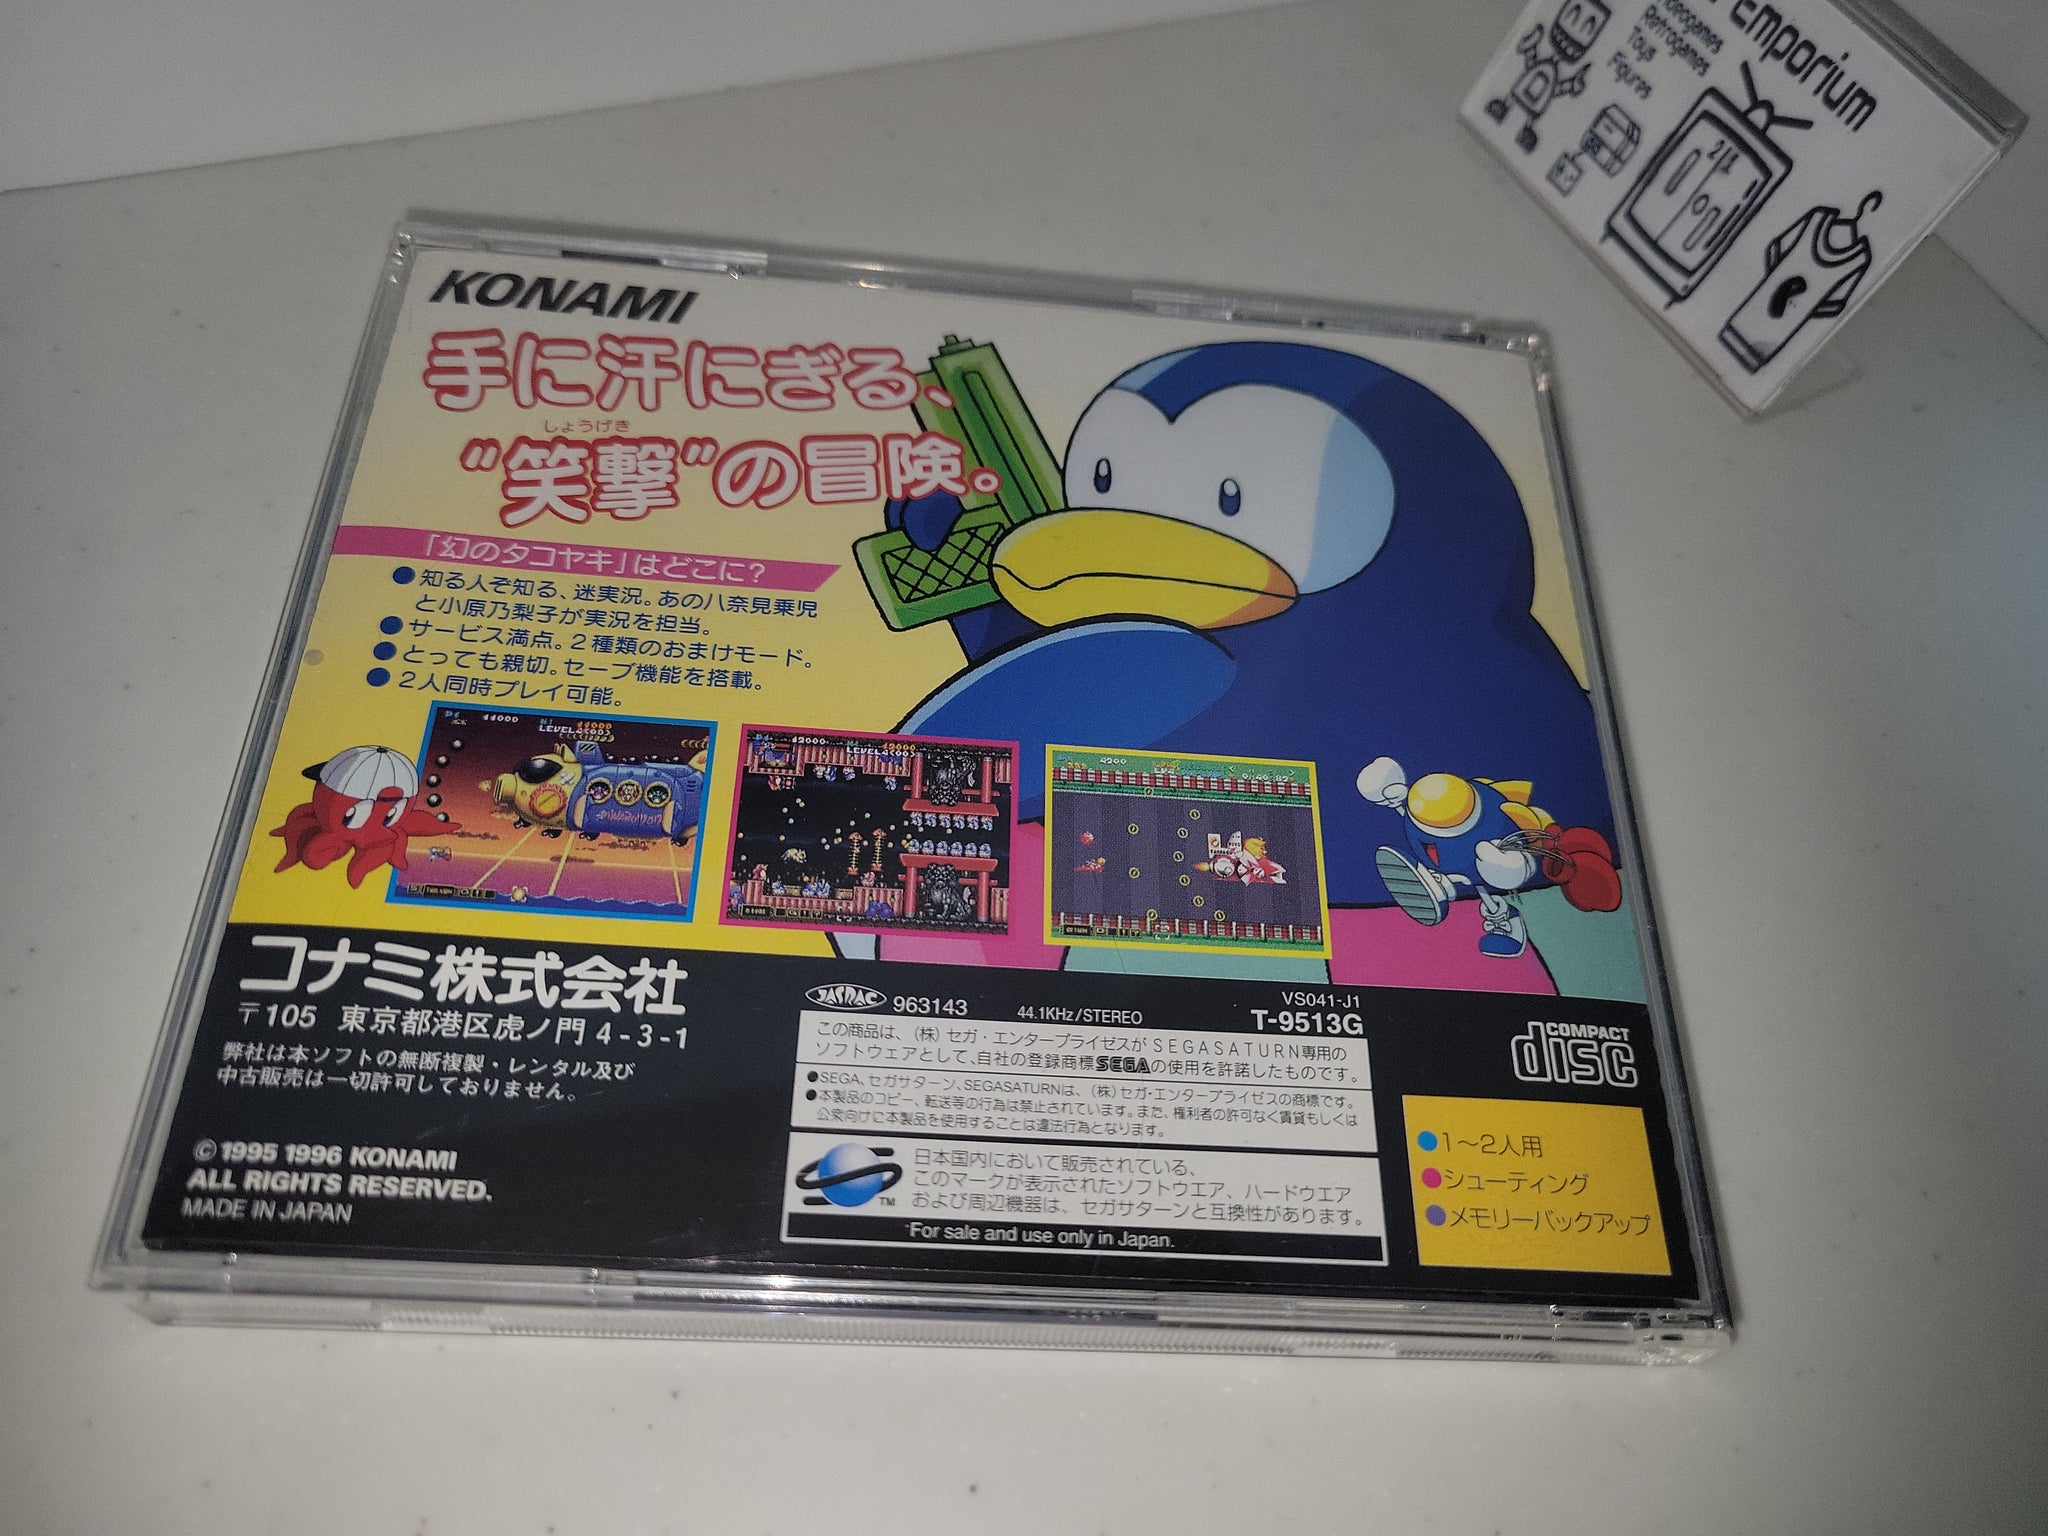 Emporium
Retrogames
Toys
Figures
KONAMI
手に汗にぎる、
しょうげき
“笑撃”の冒険。
「幻のタコヤキ」はどこに?
●知る人ぞ知る、迷実況。あの八奈見乗児
と小原乃梨子が実況を担当。
●サービス満点。2種類のおまけモード。
●とっても親切。セーブ機能を搭載。
●2人同時プレイ可能。
コナミ株式会社
〒105 東京都港区虎ノ門4-3-1
弊社は本ソフトの無断複製・レンタル及び
中古販売は一切許可しておりません。
© 1995 1996 KONAMI
ALL RIGHTS RESERVED.
MADE IN JAPAN
JASRAC 963143
44.1KHz/STEREO
VS041-J1
T-9513G
この商品は、(株)セガ・エンタープライゼスがSEGASATURN専用の
ソフトウェアとして、自社の登録商標SEGAの使用を許諾したものです。
●SEGA、セガサターン、SEGASATURNは、(株)セガ・エンタープライゼスの商標です。
●本製品のコピー、転送等の行為は禁止されています。また、権利者の許可なく賃貸もしくは
公衆向けに本製品を使用することは違法行為となります。
TM
日本国内において販売されている、
このマークが表示されたソフトウエア、ハードウエア
および周辺機器は、セガサターンと互換性があります。
For sale and use only in Japan.
COMPACT
disc
●1〜2人用
●シューティング
●メモリーバックアップ